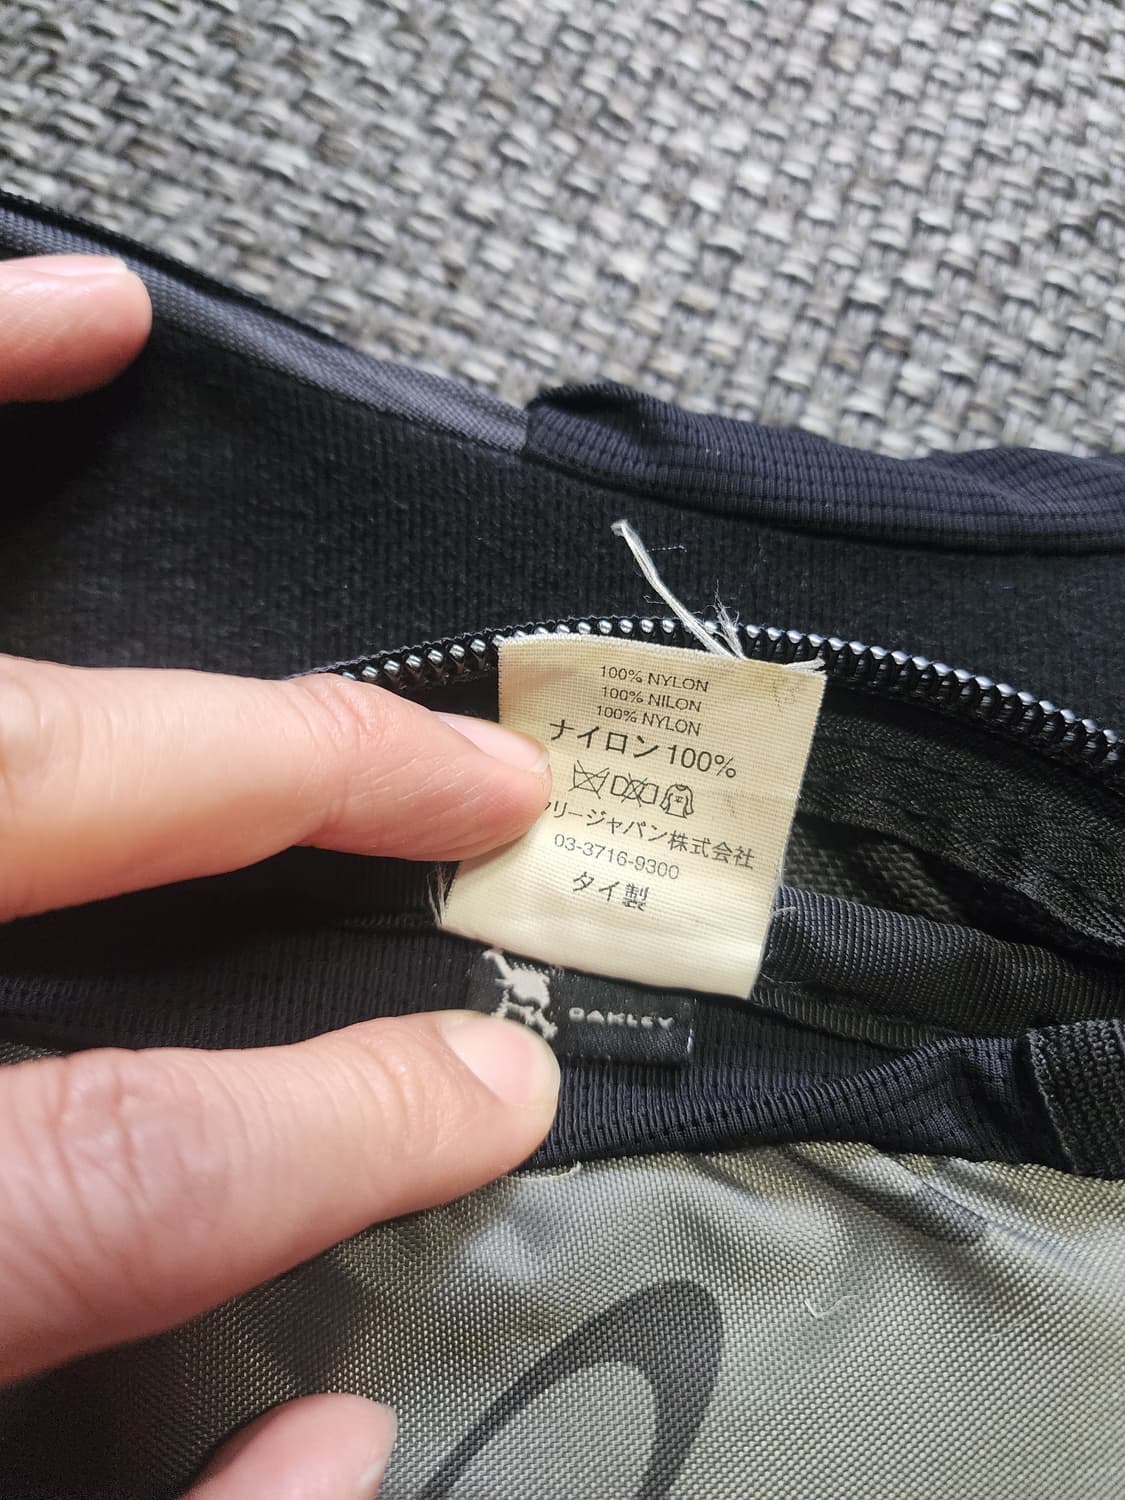 100% NYLON
100% NILON
100% NYLON
ナイロン100%
リージャパン株式会社
03-3716-9300
タイ製
OAKLEY